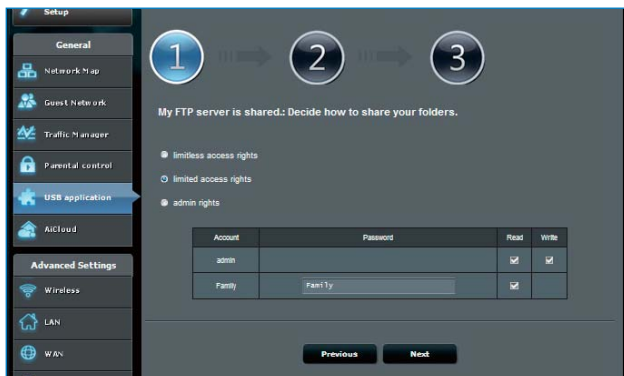 Setup
General
Network Map
Guest Network
Traffic Manager
Parental control
USB application
AiCloud
Advanced Settings
Wireless
LAN
WAN
1 2 3
My FTP server is shared.: Decide how to share your folders.
limitless access rights
limited access rights
admin rights
Account Password Read Write
admin
Family Family
Previous Next